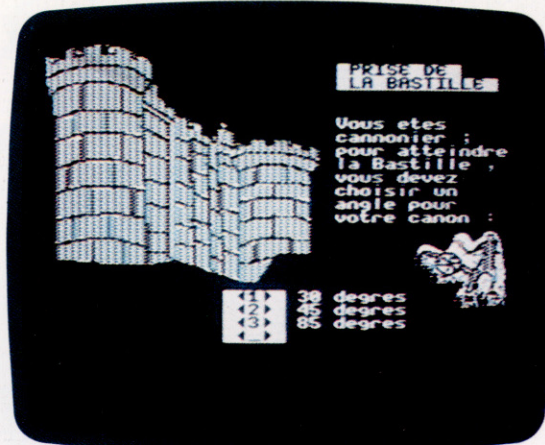 PRISE DE
LA BASTILLE
Vous etes
cannonier ;
pour atteindre
la Bastille ,
vous devez
choisir un
angle pour
votre canon :
◄1► 30 degres
◄2► 45 degres
◄3► 85 degres
◄_►